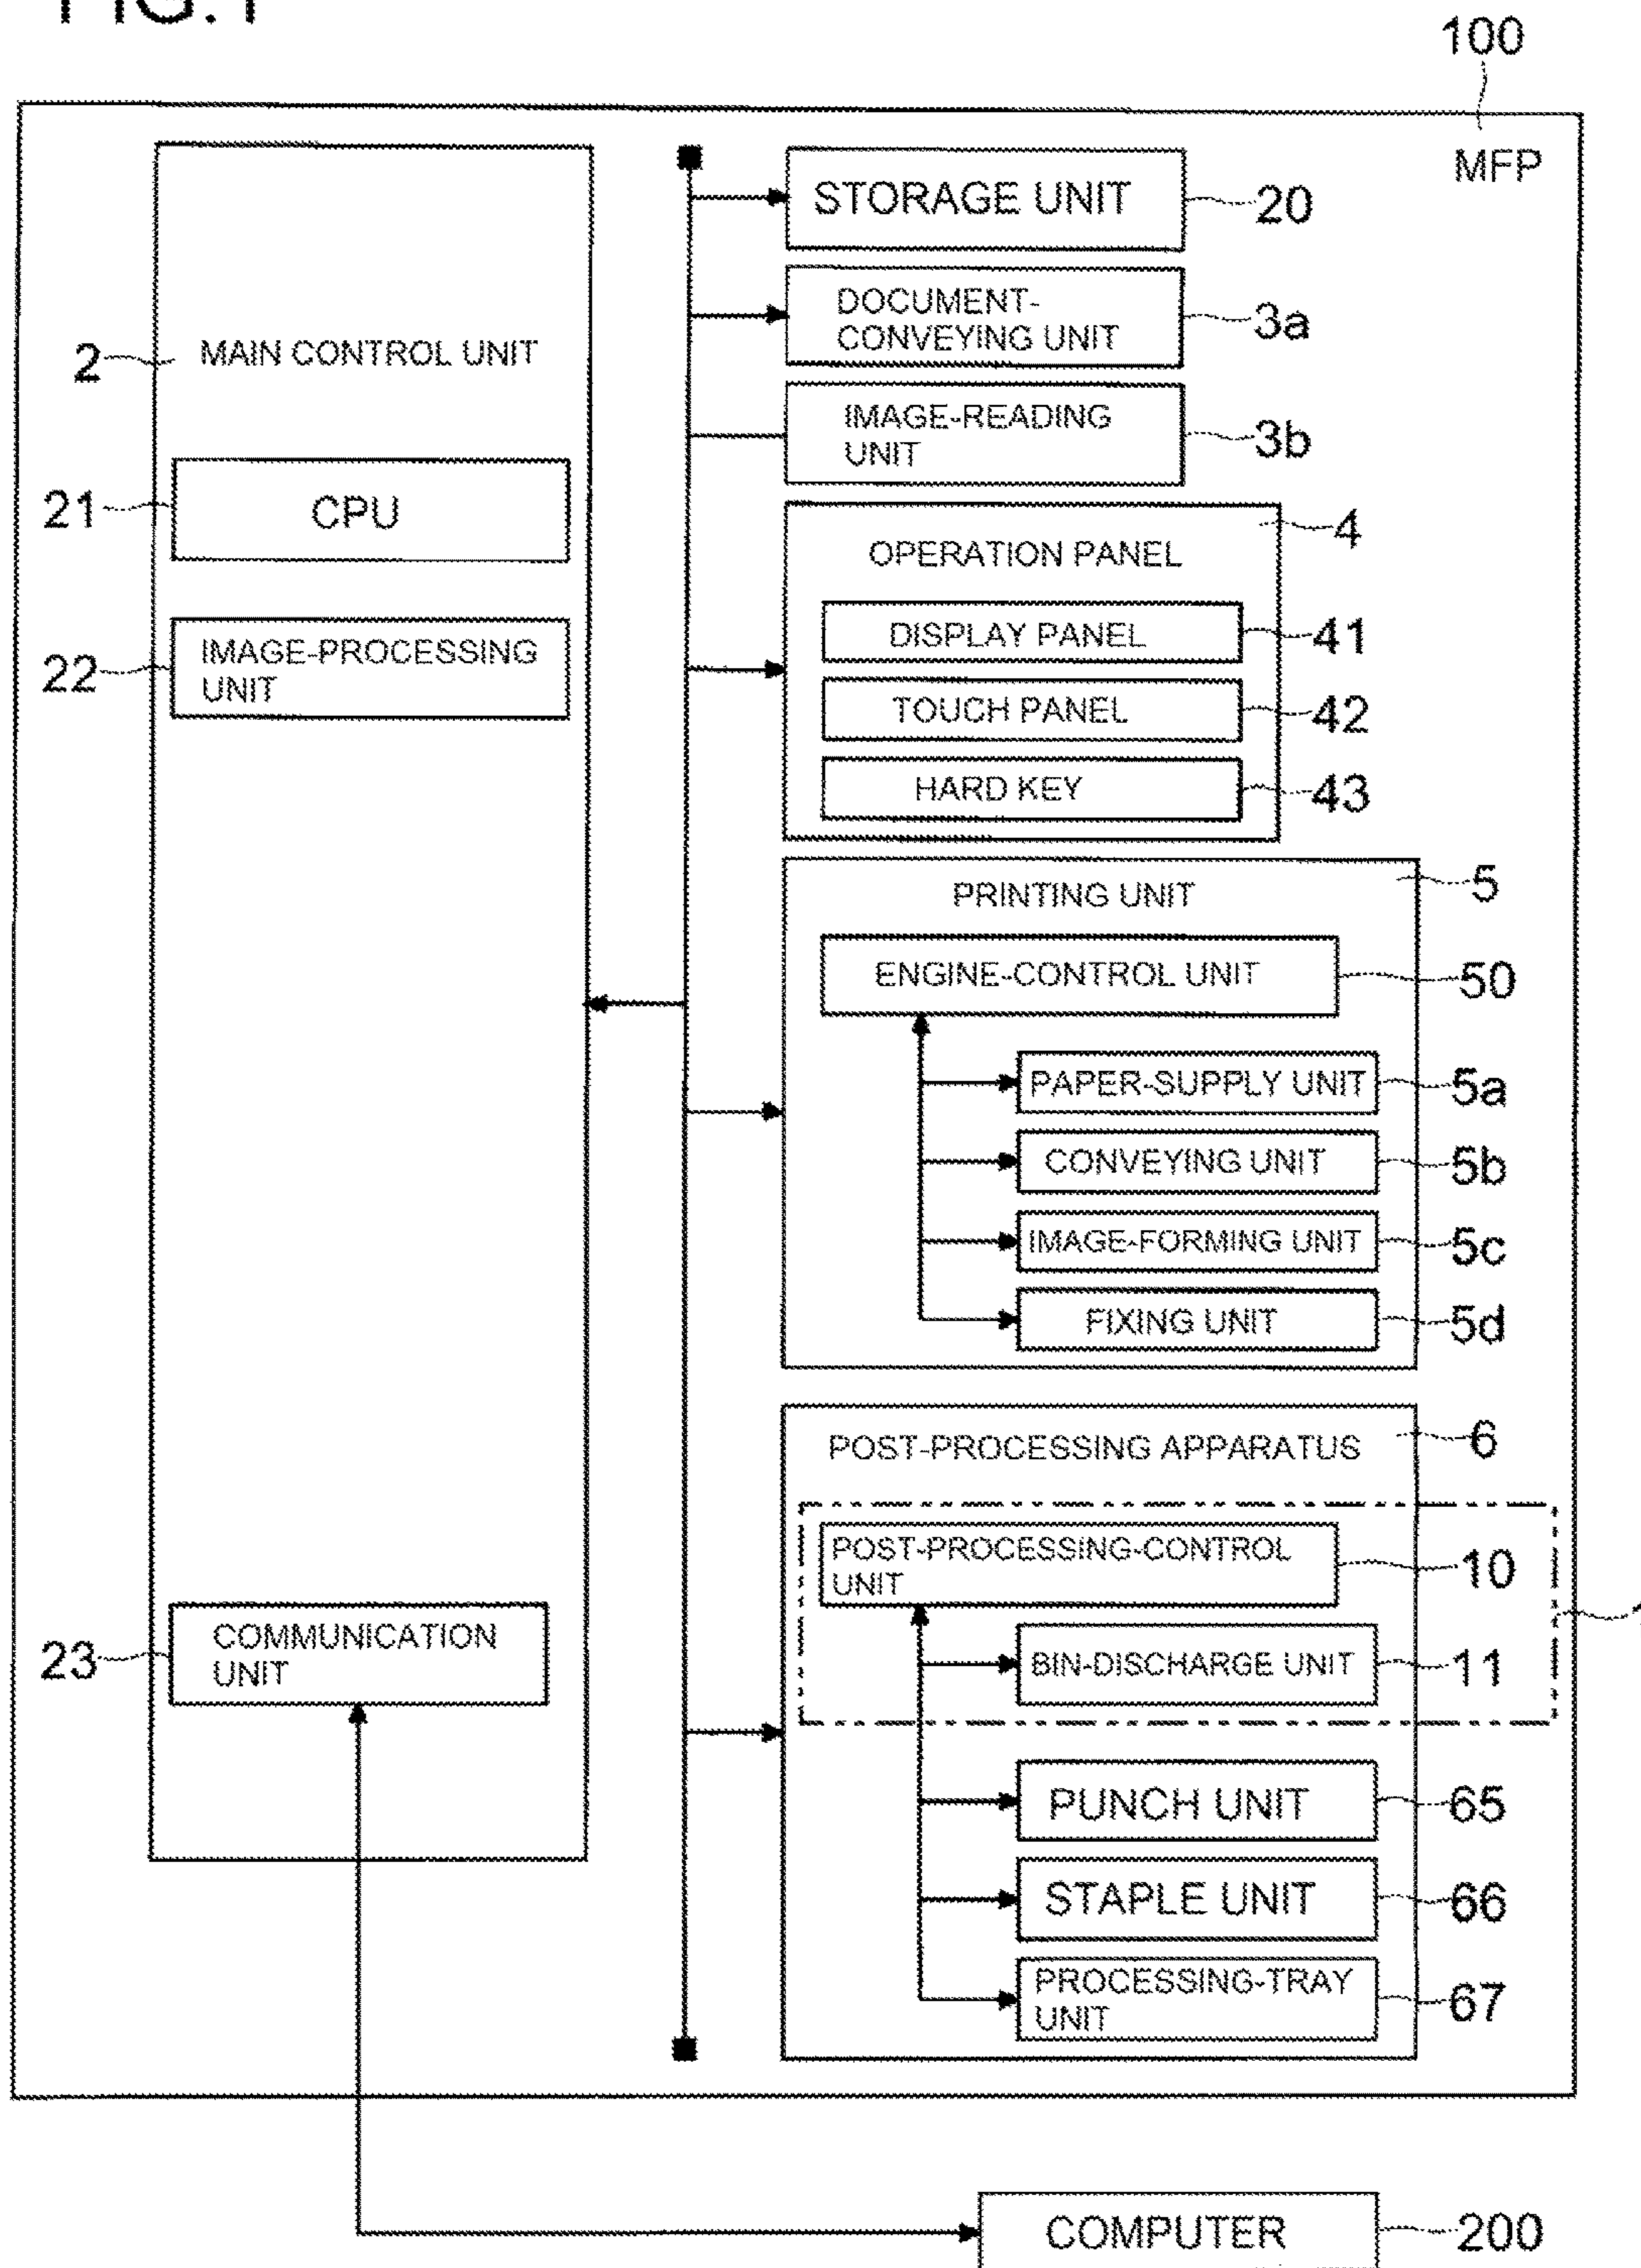 FIG.1
100
MFP
STORAGE UNIT
20
DOCUMENT-
CONVEYING UNIT
3a
2
MAIN CONTROL UNIT
IMAGE-READING
UNIT
3b
21
CPU
4
OPERATION PANEL
22
IMAGE-PROCESSING
UNIT
DISPLAY PANEL
41
TOUCH PANEL
42
HARD KEY
43
PRINTING UNIT
5
ENGINE-CONTROL UNIT
50
PAPER-SUPPLY UNIT
5a
CONVEYING UNIT
5b
IMAGE-FORMING UNIT
5c
FIXING UNIT
5d
POST-PROCESSING APPARATUS
6
POST-PROCESSING-CONTROL
UNIT
10
23
COMMUNICATION
UNIT
BIN-DISCHARGE UNIT
11
PUNCH UNIT
65
STAPLE UNIT
66
PROCESSING-TRAY
UNIT
67
COMPUTER
200